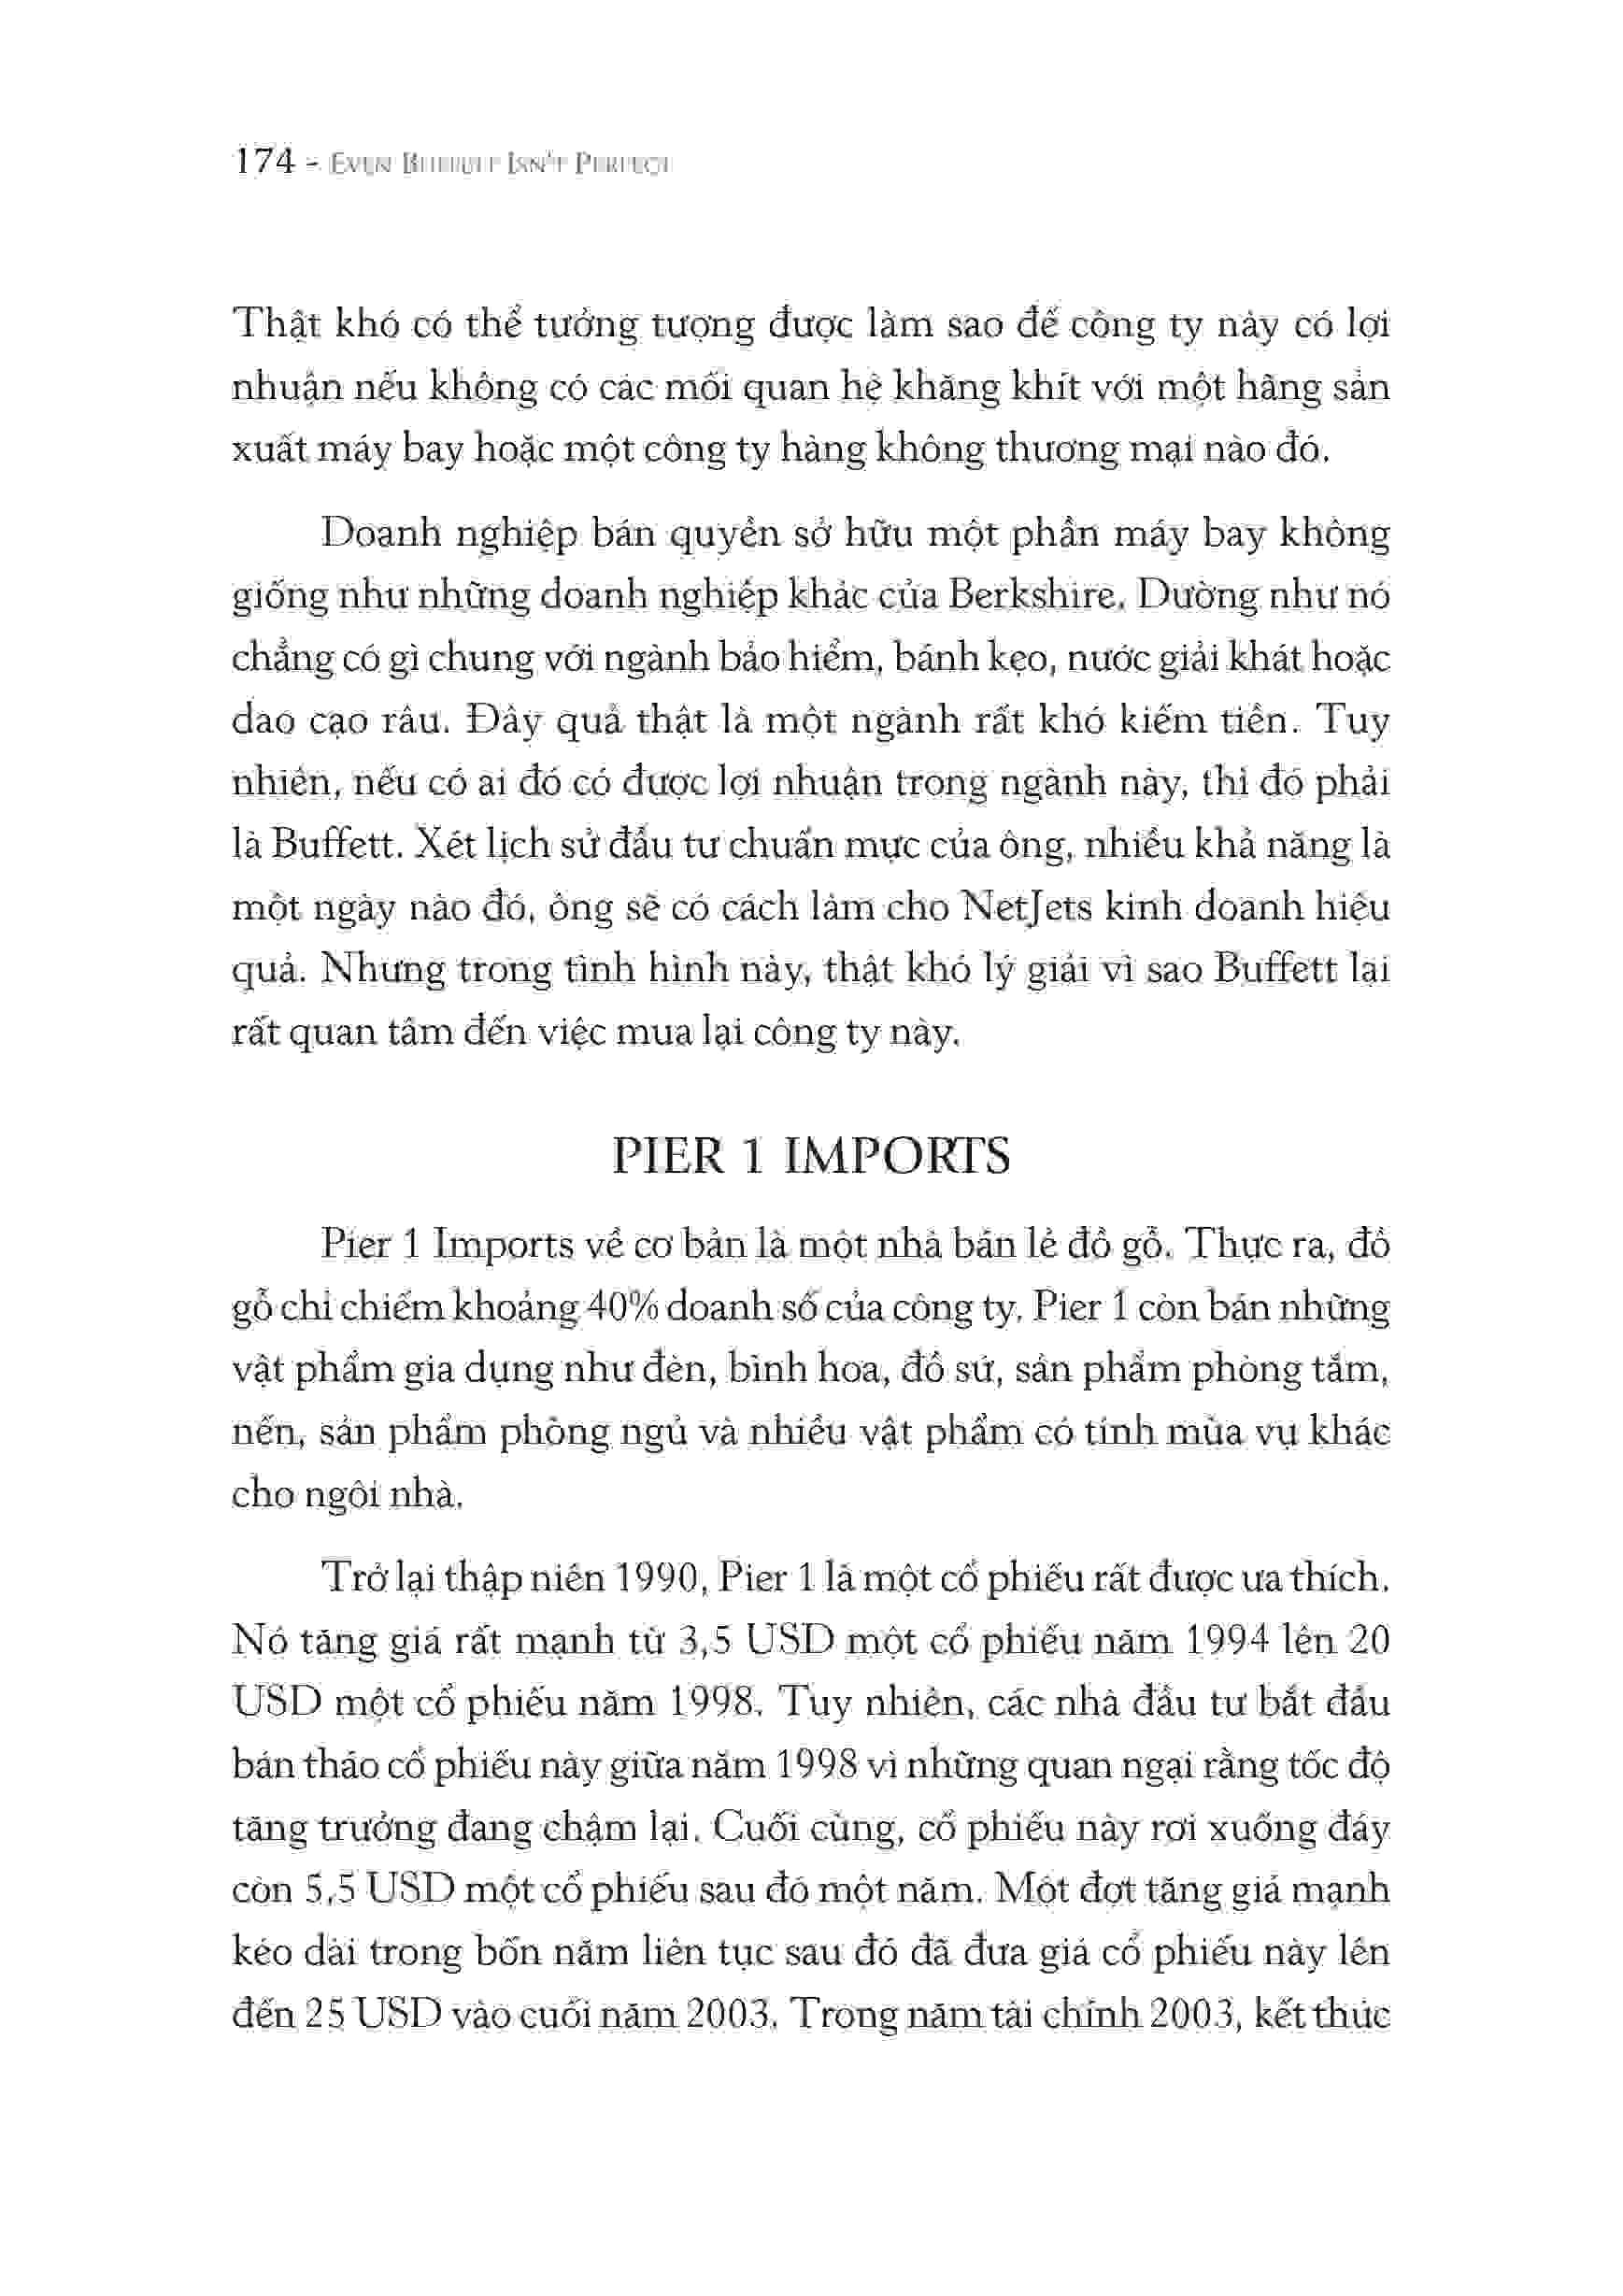 174 - EVEN BUFFETT ISN'T PERFECT
Thật khó có thể tưởng tượng được làm sao để công ty này có lợi
nhuận nếu không có các mối quan hệ khăng khít với một hãng sản
xuất máy bay hoặc một công ty hàng không thương mại nào đó.
Doanh nghiệp bán quyền sở hữu một phần máy bay không
giống như những doanh nghiệp khác của Berkshire. Dường như nó
chẳng có gì chung với ngành bảo hiểm, bánh kẹo, nước giải khát hoặc
dao cạo râu. Đây quả thật là một ngành rất khó kiếm tiền. Tuy
nhiên, nếu có ai đó có được lợi nhuận trong ngành này, thì đó phải
là Buffett. Xét lịch sử đầu tư chuẩn mực của ông, nhiều khả năng là
một ngày nào đó, ông sẽ có cách làm cho NetJets kinh doanh hiệu
quả. Nhưng trong tình hình này, thật khó lý giải vì sao Buffett lại
rất quan tâm đến việc mua lại công ty này.
PIER 1 IMPORTS
Pier 1 Imports về cơ bản là một nhà bán lẻ đồ gỗ. Thực ra, đồ
gỗ chỉ chiếm khoảng 40% doanh số của công ty. Pier 1 còn bán những
vật phẩm gia dụng như đèn, bình hoa, đồ sứ, sản phẩm phòng tắm,
nến, sản phẩm phòng ngủ và nhiều vật phẩm có tính mùa vụ khác
cho ngôi nhà.
Trở lại thập niên 1990, Pier 1 là một cổ phiếu rất được ưa thích.
Nó tăng giá rất mạnh từ 3,5 USD một cổ phiếu năm 1994 lên 20
USD một cổ phiếu năm 1998. Tuy nhiên, các nhà đầu tư bắt đầu
bán tháo cổ phiếu này giữa năm 1998 vì những quan ngại rằng tốc độ
tăng trưởng đang chậm lại. Cuối cùng, cổ phiếu này rơi xuống đáy
còn 5,5 USD một cổ phiếu sau đó một năm. Một đợt tăng giá mạnh
kéo dài trong bốn năm liên tục sau đó đã đưa giá cổ phiếu này lên
đến 25 USD vào cuối năm 2003. Trong năm tài chính 2003, kết thúc